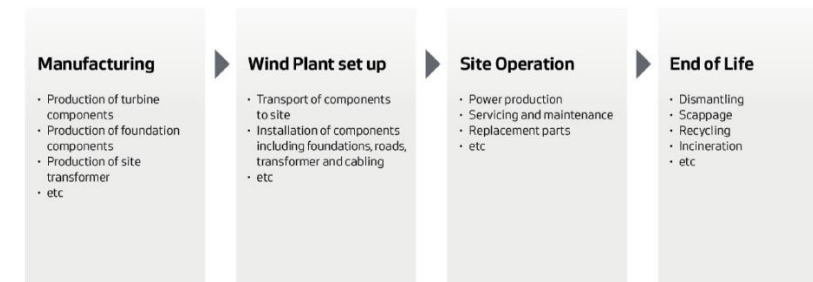 Manufacturing
· Production of turbine
components
· Production of foundation
components
· Production of site
transformer
· etc
Wind Plant set up
· Transport of components
to site
· Installation of components
including foundations, roads,
transformer and cabling
· etc
Site Operation
· Power production
· Servicing and maintenance
· Replacement parts
· etc
End of Life
· Dismantling
· Scappage
· Recycling
· Incineration
· etc